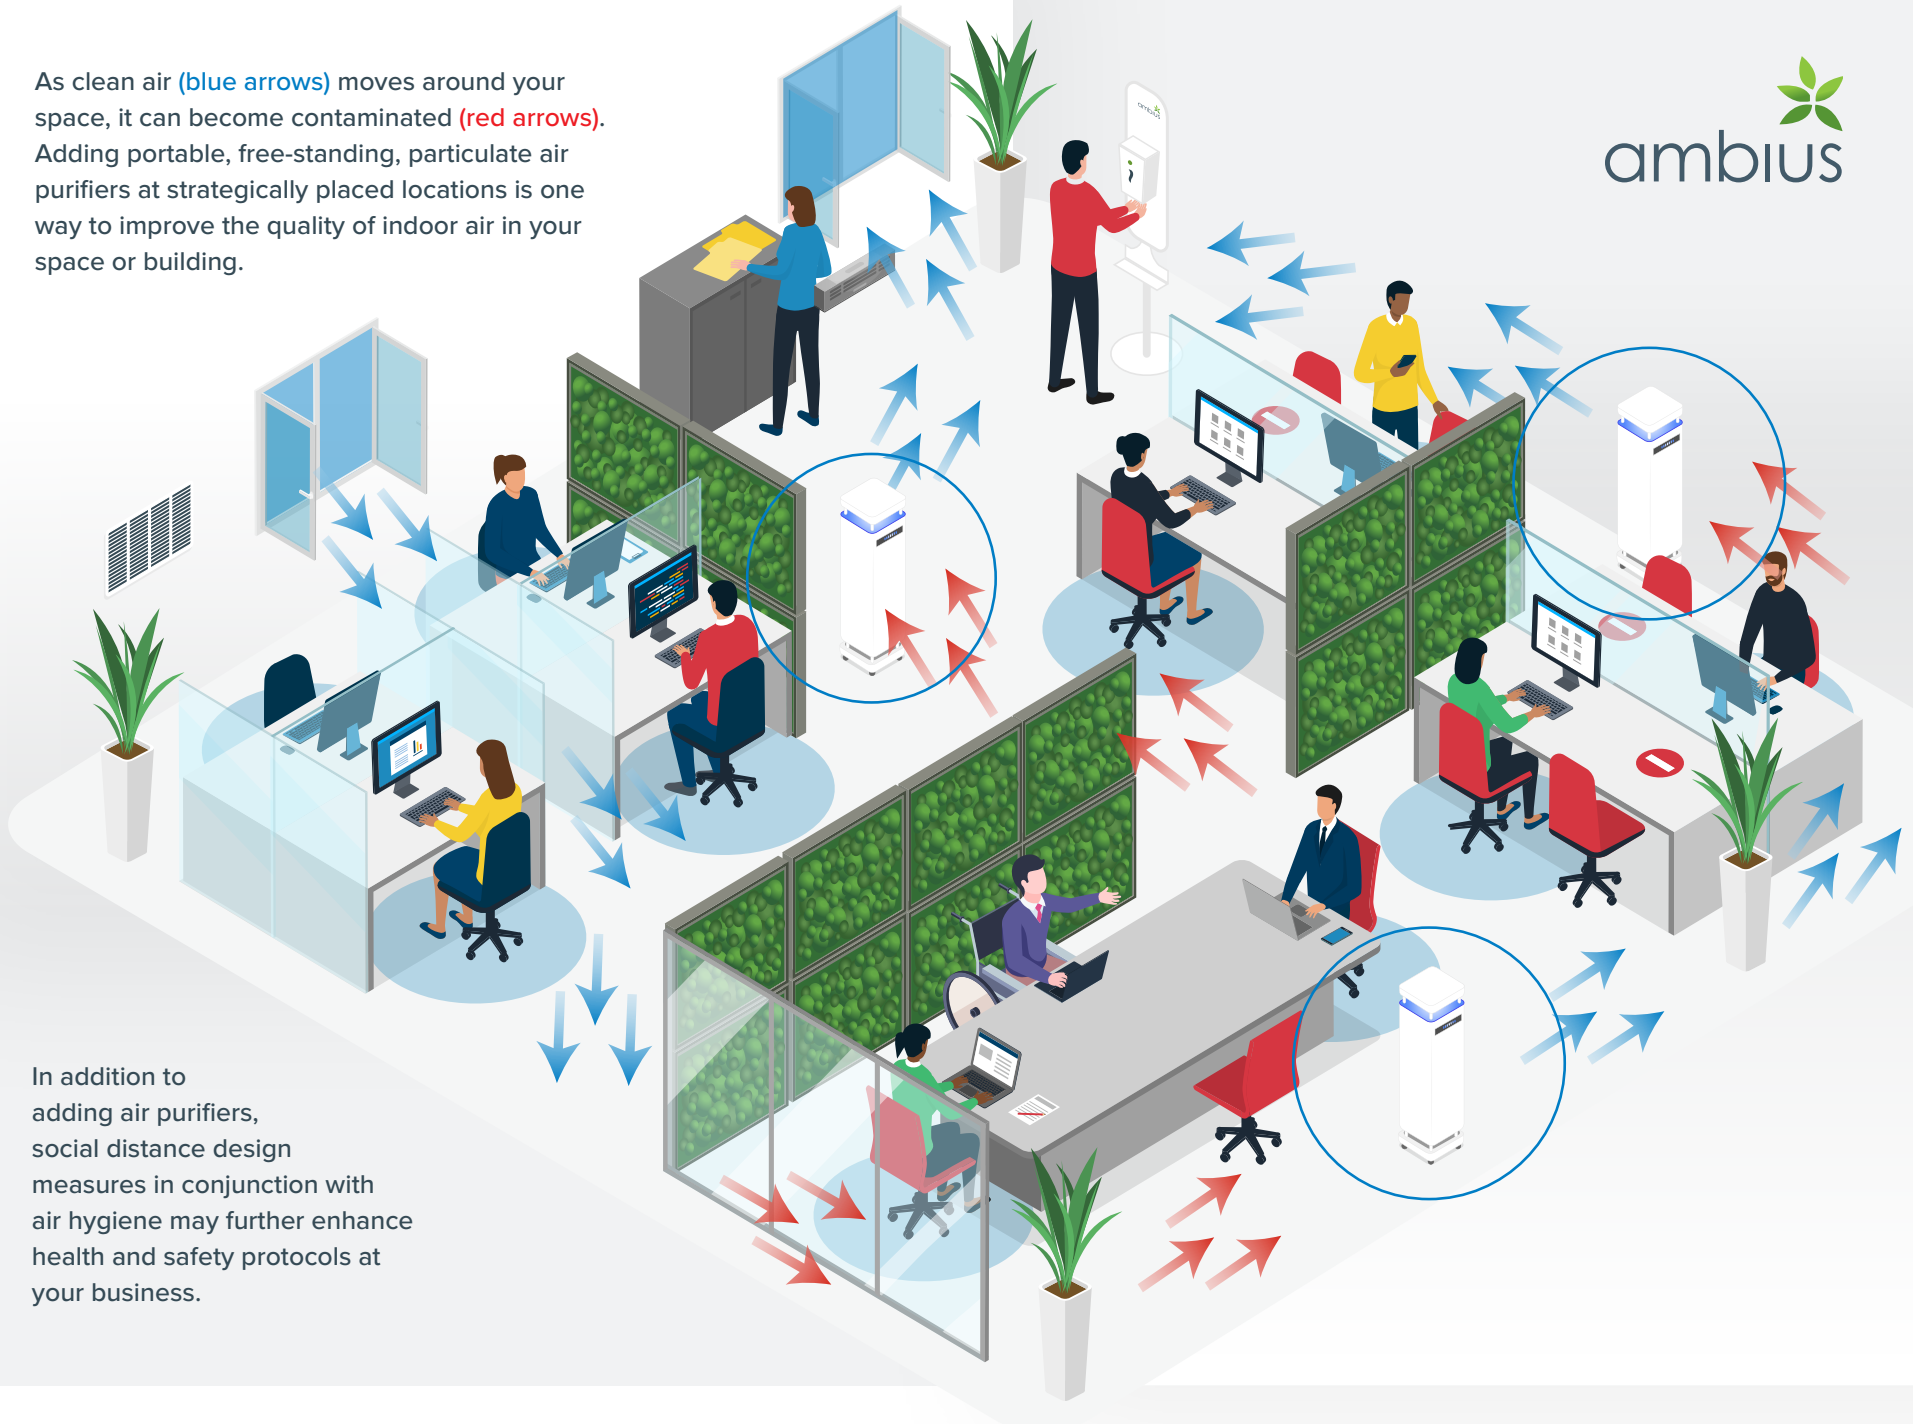 As clean air (blue arrows) moves around your
space, it can become contaminated (red arrows).
Adding portable, free-standing, particulate air
purifiers at strategically placed locations is one
way to improve the quality of indoor air in your
space or building.
ambius
ambius
In addition to
adding air purifiers,
social distance design
measures in conjunction with
air hygiene may further enhance
health and safety protocols at
your business.